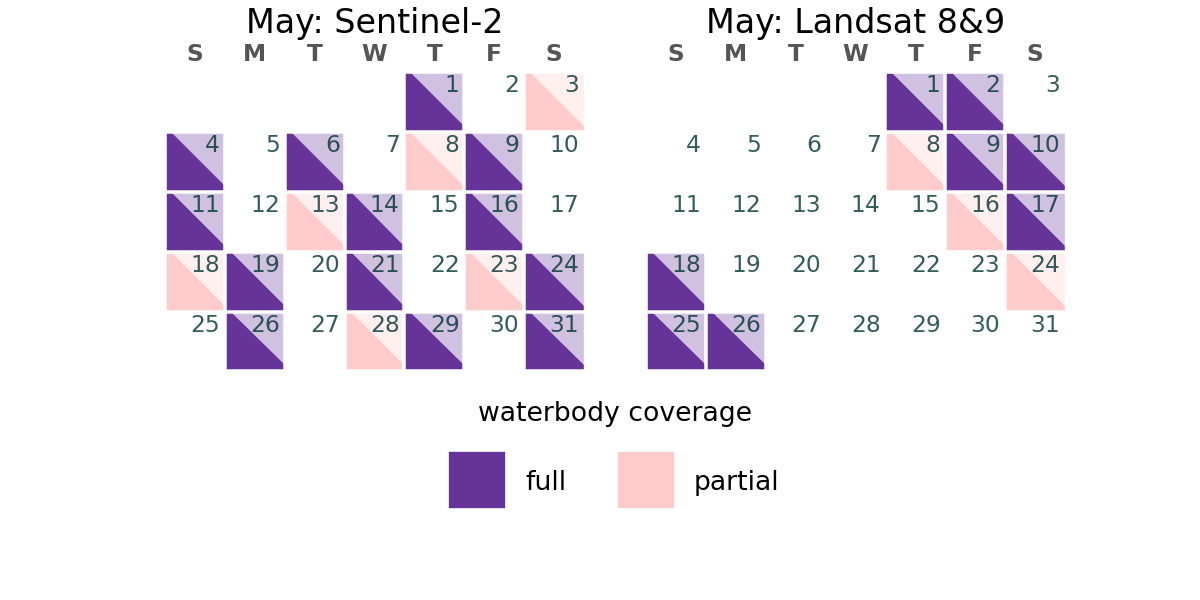 May: Sentinel-2
S M T W T F S
1 2 3
4 5 6 7 8 9 10
11 12 13 14 15 16 17
18 19 20 21 22 23 24
25 26 27 28 29 30 31
May: Landsat 8&9
S M T W T F S
1 2 3
4 5 6 7 8 9 10
11 12 13 14 15 16 17
18 19 20 21 22 23 24
25 26 27 28 29 30 31
waterbody coverage
full partial